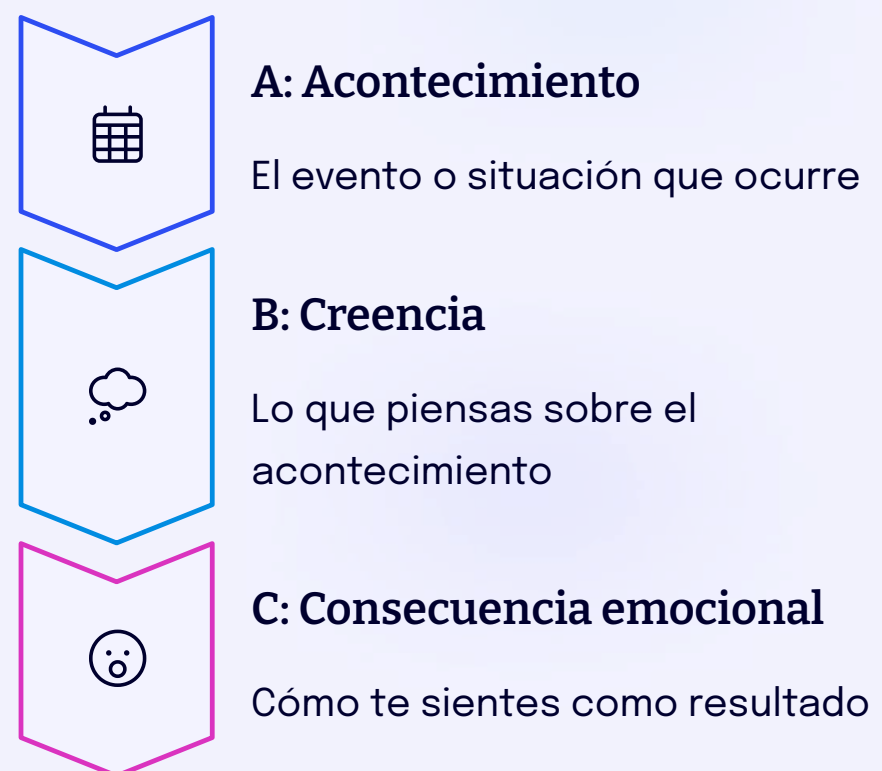 A: Acontecimiento
El evento o situación que ocurre
B: Creencia
Lo que piensas sobre el
acontecimiento
C: Consecuencia emocional
Cómo te sientes como resultado